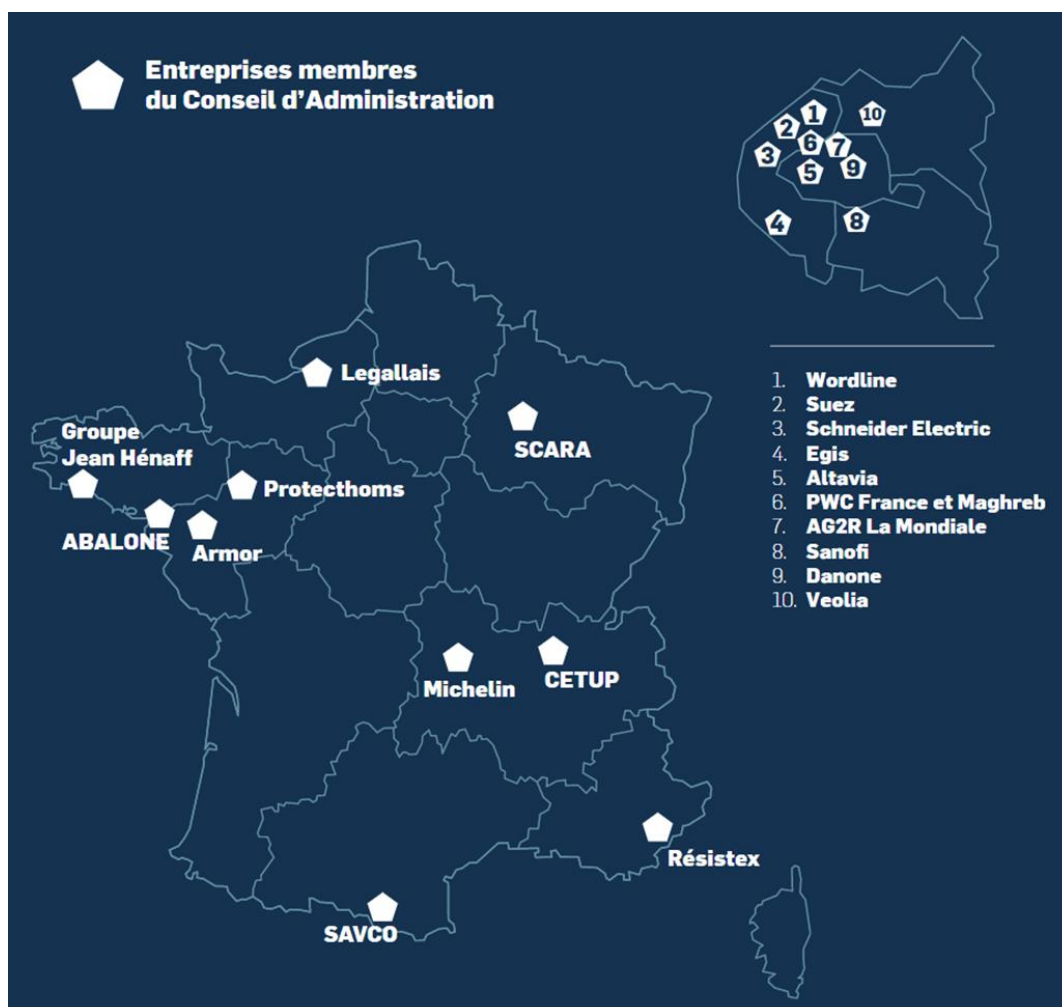 Entreprises membres
du Conseil d'Administration
1
2
10
6
7
3
9
5
4
8
Legallais
Groupe
Jean Hénaff
SCARA
Protecthoms
ABALONE
Armor
Michelin
CETUP
Résistex
SAVCO
1. Wordline
2. Suez
3. Schneider Electric
4. Egis
5. Altavia
6. PWC France et Maghreb
7. AG2R La Mondiale
8. Sanofi
9. Danone
10. Veolia